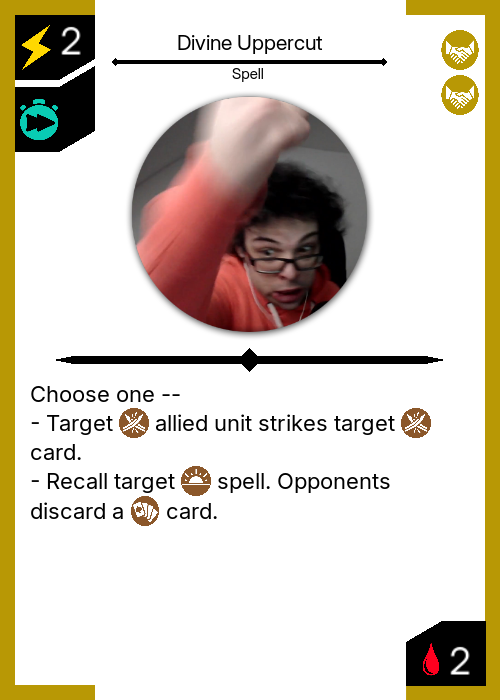 2
Divine Uppercut
Spell
Choose one --
- Target allied unit strikes target
card.
- Recall target spell. Opponents
discard a card.
2